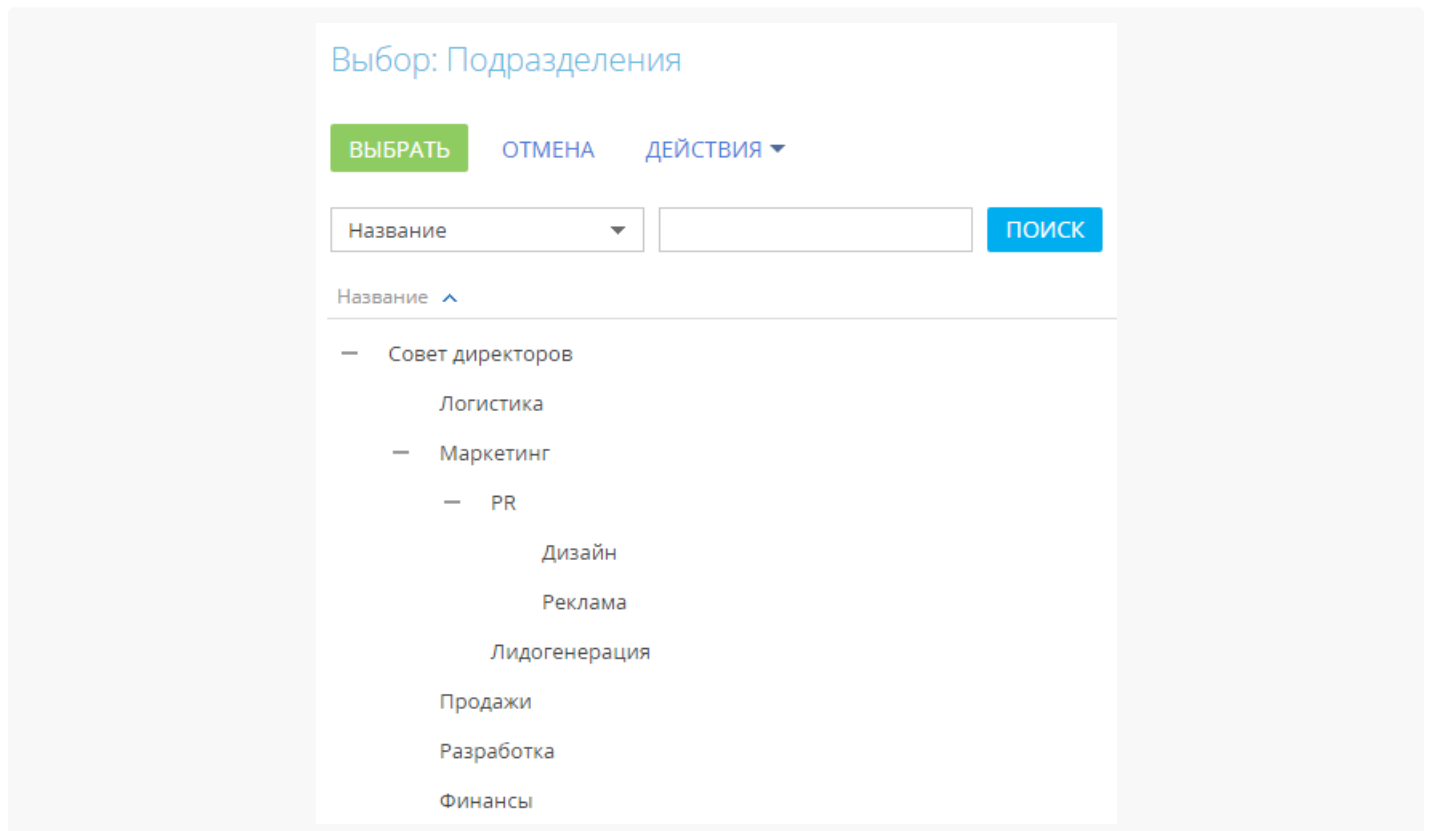 Выбор: Подразделения
ВЫБРАТЬ ОТМЕНА ДЕЙСТВИЯ
Название ПОИСК
Название
Совет директоров
Логистика
Маркетинг
PR
Дизайн
Реклама
Лидогенерация
Продажи
Разработка
Финансы